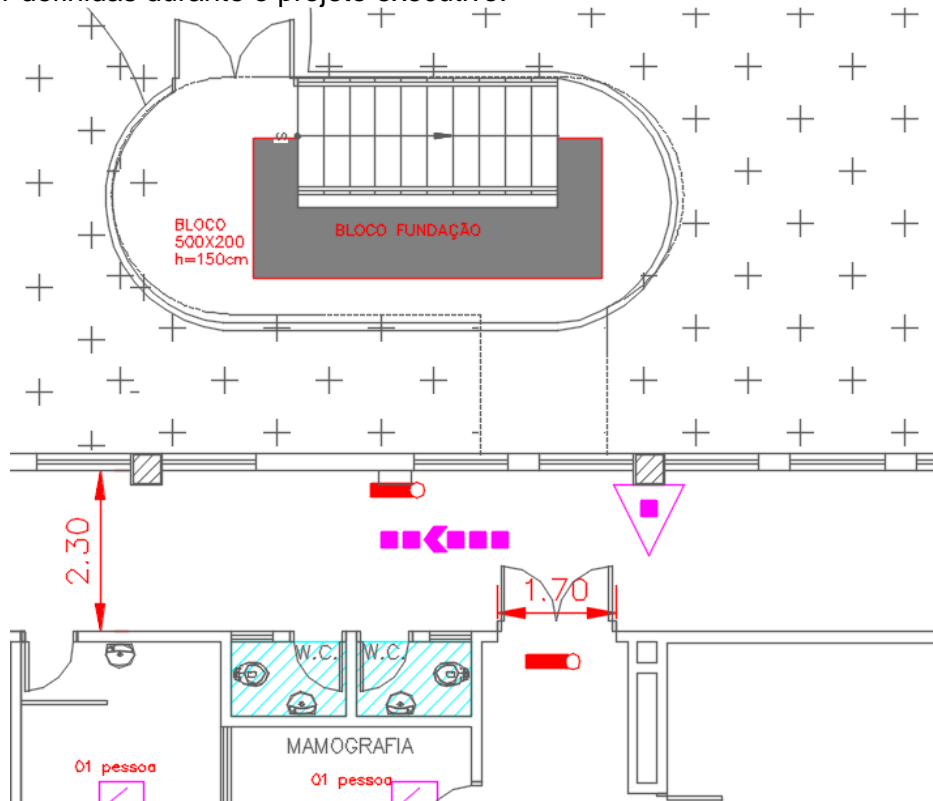 definidas durante o projeto executivo.
S
BLOCO
500X200
h=150cm
BLOCO FUNDAÇÃO
2.30
1.70
W.C.
W.C.
MAMOGRAFIA
01 pessoa
01 pessoa